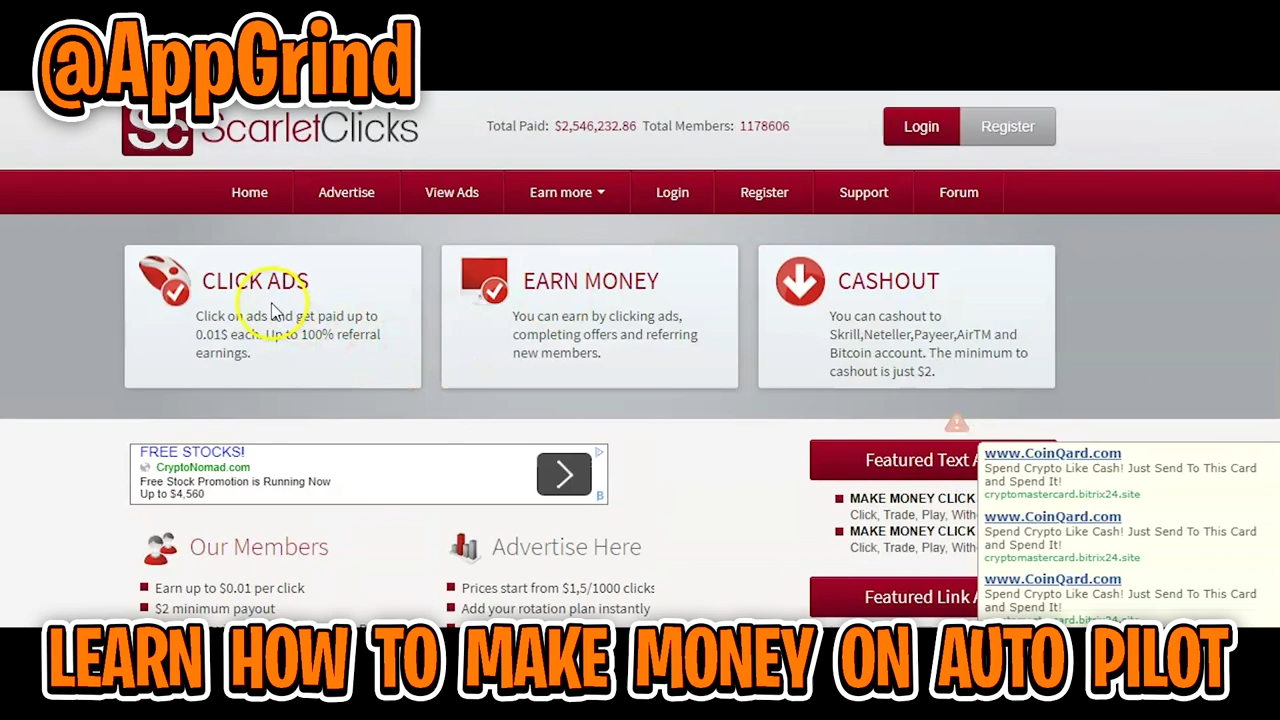 @AppGrind
Sc ScarletClicks
Total Paid: $2,546,232.86 Total Members: 1178606
Login Register
Home Advertise View Ads Earn more Login Register Support Forum
CLICK ADS
Click on ads and get paid up to
0.01$ each. Up to 100% referral
earnings.
EARN MONEY
You can earn by clicking ads,
completing offers and referring
new members.
CASHOUT
You can cashout to
Skrill,Neteller,Payeer,AirTM and
Bitcoin account. The minimum to
cashout is just $2.
FREE STOCKS!
CryptoNomad.com
Free Stock Promotion is Running Now
Up to $4,560
B
Our Members
Earn up to $0.01 per click
$2 minimum payout
Advertise Here
Prices start from $1,5/1000 clicks
Add your rotation plan instantly
Featured Text A
MAKE MONEY CLICK
Click, Trade, Play, With
MAKE MONEY CLICK
Click, Trade, Play, With
Featured Link A
www.CoinQard.com
Spend Crypto Like Cash! Just Send To This Card
and Spend It!
cryptomastercard.bitrix24.site
www.CoinQard.com
Spend Crypto Like Cash! Just Send To This Card
and Spend It!
cryptomastercard.bitrix24.site
www.CoinQard.com
Spend Crypto Like Cash! Just Send To This Card
and Spend It!
LEARN HOW TO MAKE MONEY ON AUTO PILOT